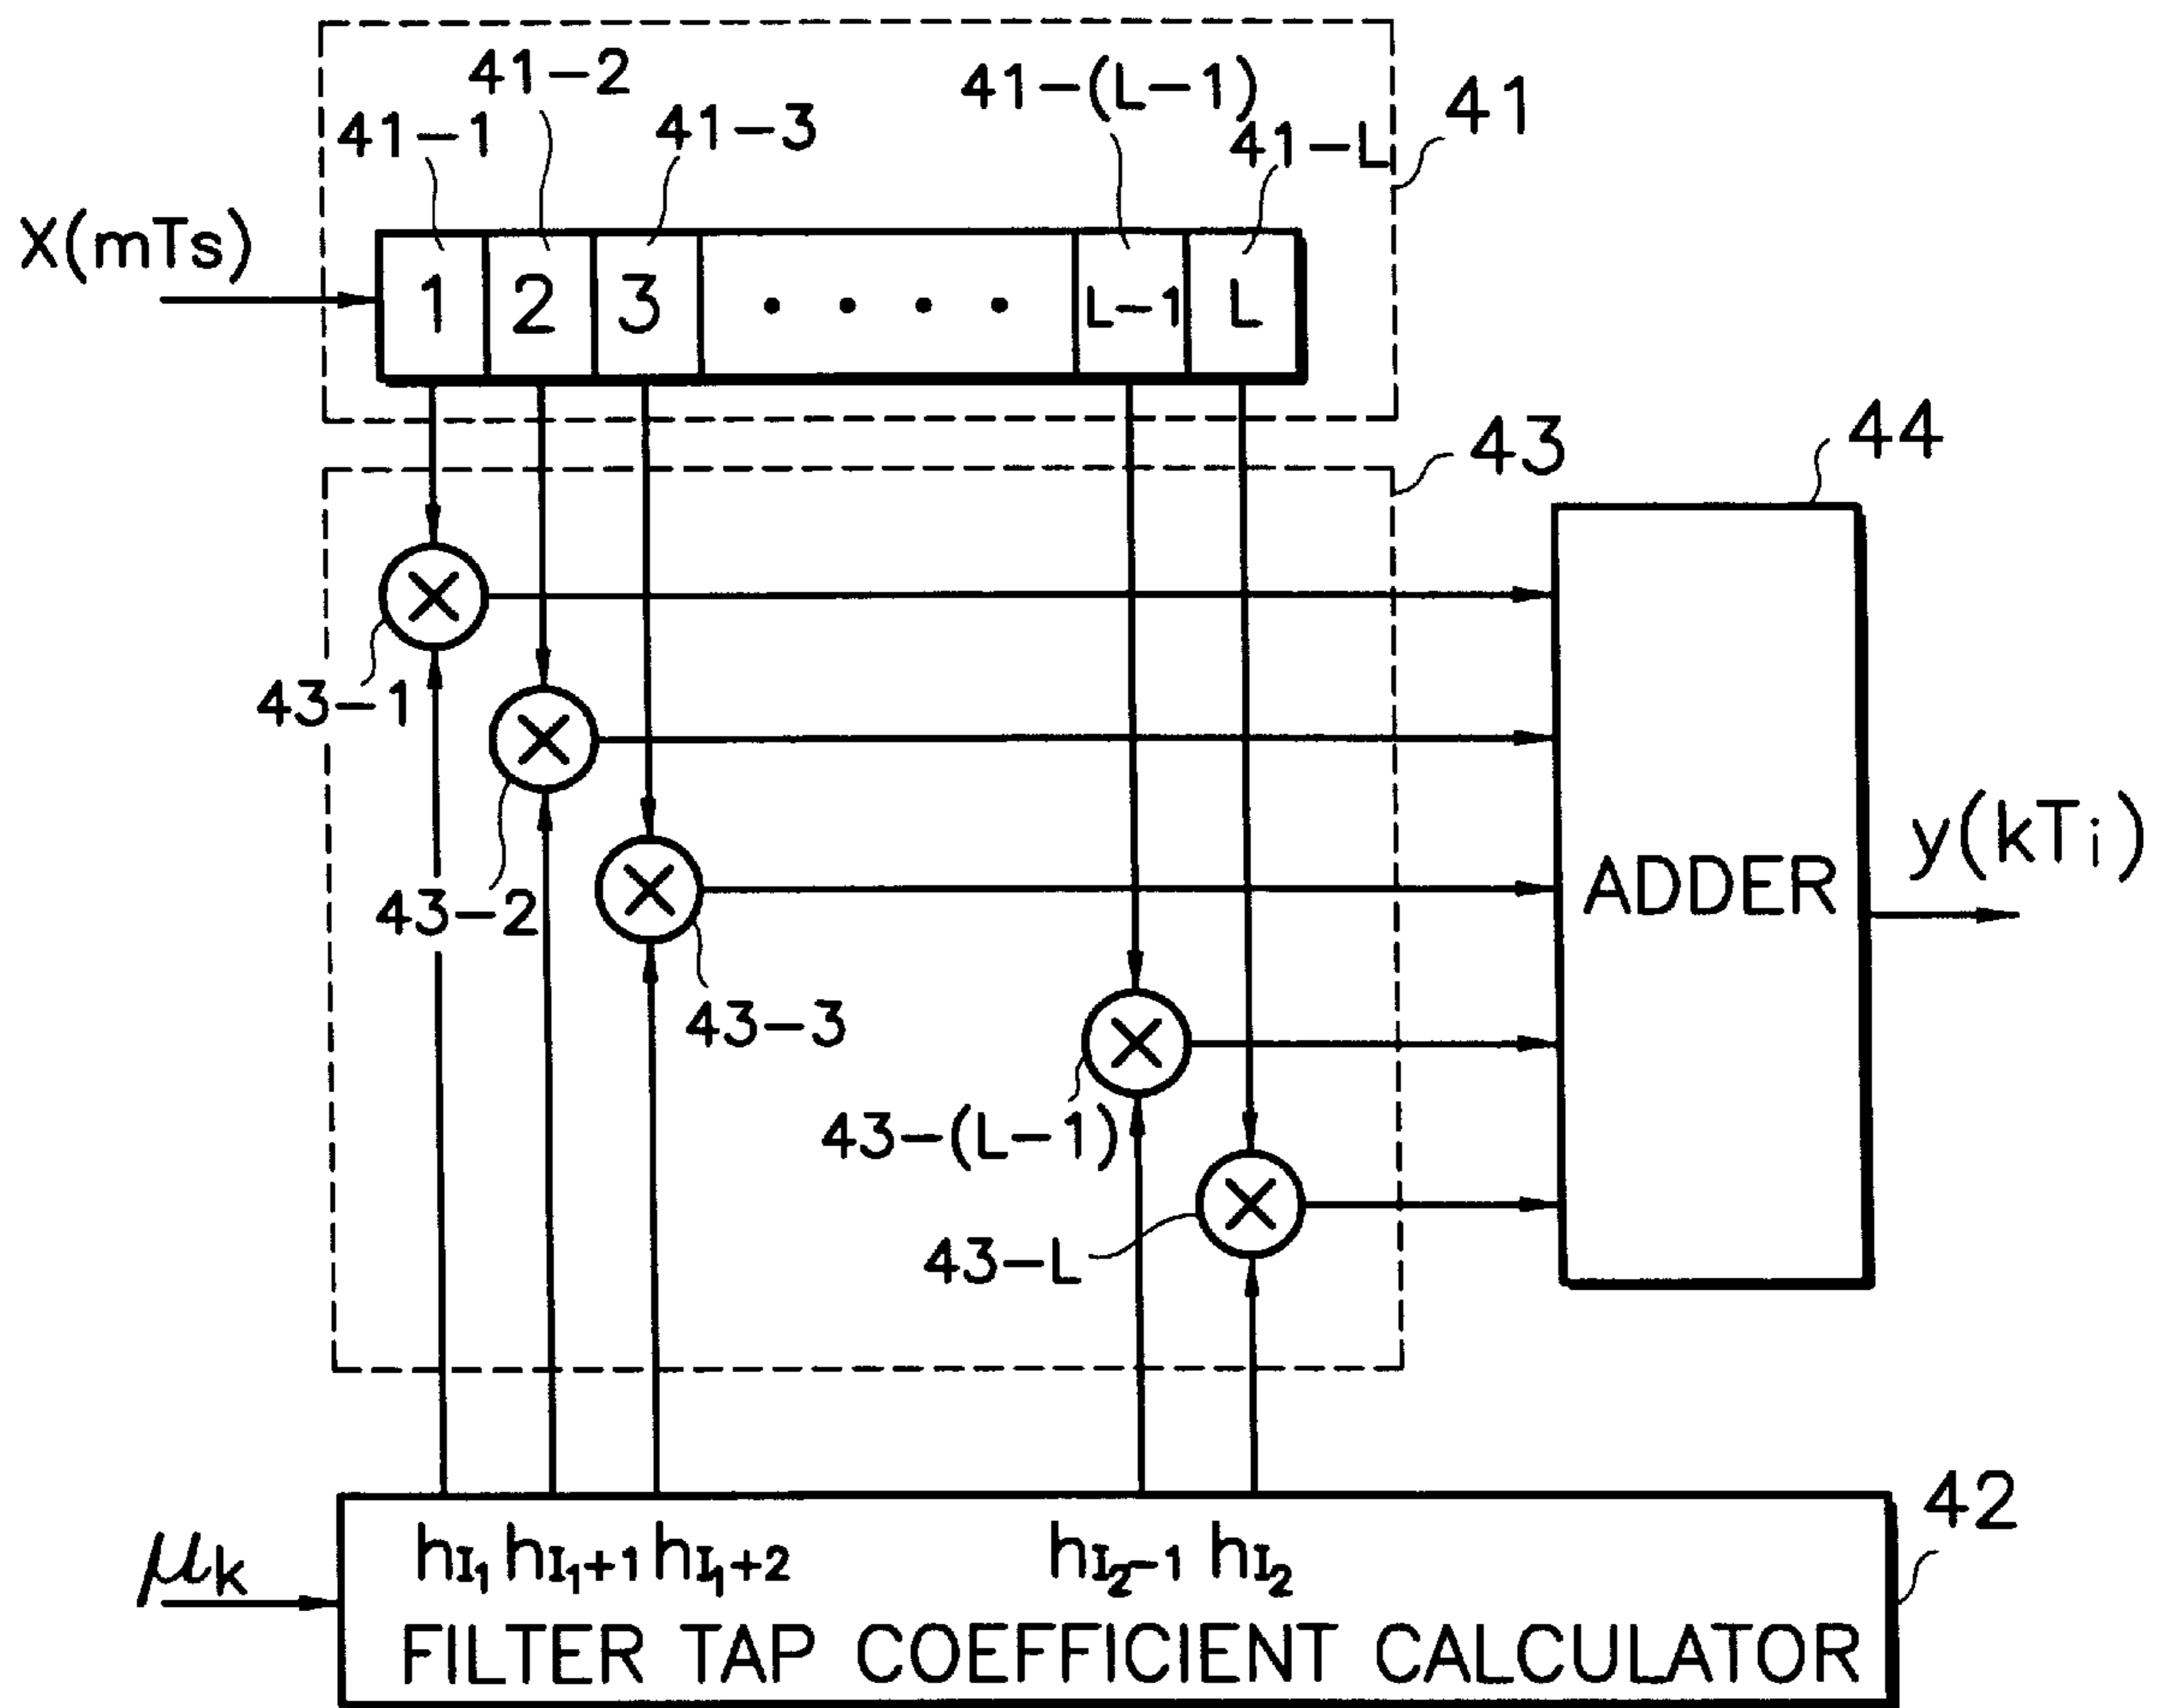 41-2
41-(L-1)
41
41-1
41-3
41-L
X(mTs)
1 2 3 . . . . L-1 L
43
44
43-1
y(kTi)
ADDER
43-2
43-3
43-(L-1)
43-L
42
μk
hI1 hI1+1 hI1+2 hI2-1 hI2
FILTER TAP COEFFICIENT CALCULATOR